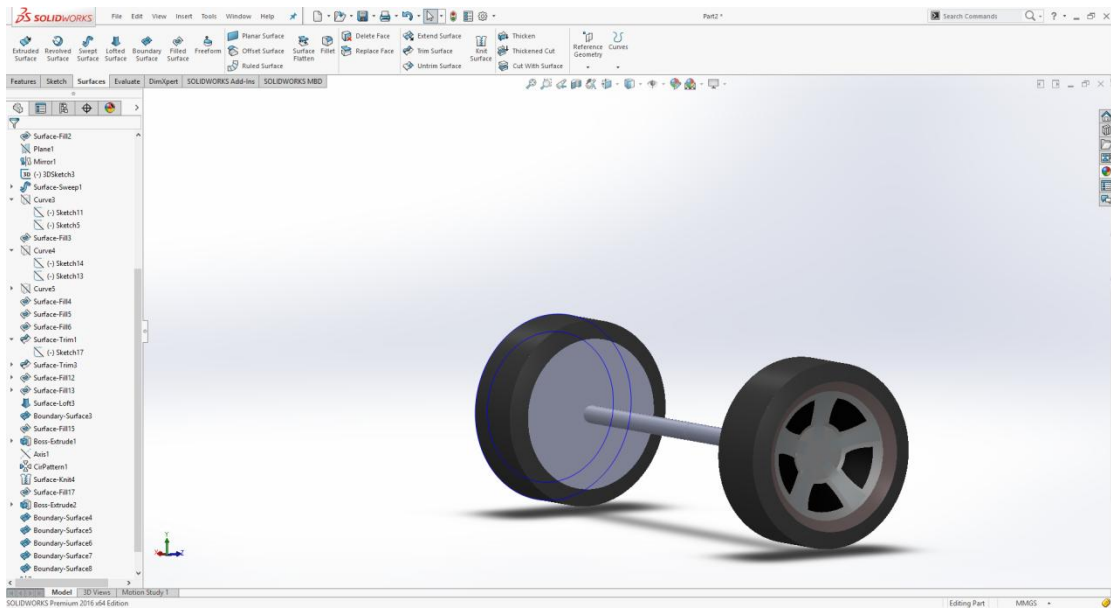 SOLIDWORKS File Edit View Insert Tools Window Help Part2 * Search Commands
Extruded Surface
Revolved Surface
Swept Surface
Lofted Surface
Boundary Surface
Filled Surface
Freeform
Planar Surface
Offset Surface
Ruled Surface
Surface Flatten
Fillet
Delete Face
Replace Face
Extend Surface
Trim Surface
Untrim Surface
Knit Surface
Thicken
Thickened Cut
Cut With Surface
Reference Geometry
Curves
Features Sketch Surfaces Evaluate DimXpert SOLIDWORKS Add-Ins SOLIDWORKS MBD
Surface-Fill2
Plane1
Mirror1
3D (-) 3DSketch3
Surface-Sweep1
Curve3
(-) Sketch11
(-) Sketch5
Surface-Fill3
Curve4
(-) Sketch14
(-) Sketch13
Curve5
Surface-Fill4
Surface-Fill5
Surface-Fill6
Surface-Trim1
(-) Sketch17
Surface-Trim3
Surface-Fill12
Surface-Fill13
Surface-Loft3
Boundary-Surface3
Surface-Fill15
Boss-Extrude1
Axis1
CirPattern1
Surface-Knit4
Surface-Fill17
Boss-Extrude2
Boundary-Surface4
Boundary-Surface5
Boundary-Surface6
Boundary-Surface7
Boundary-Surface8
Y
X
Z
Model 3D Views Motion Study 1
SOLIDWORKS Premium 2016 x64 Edition Editing Part MMGS